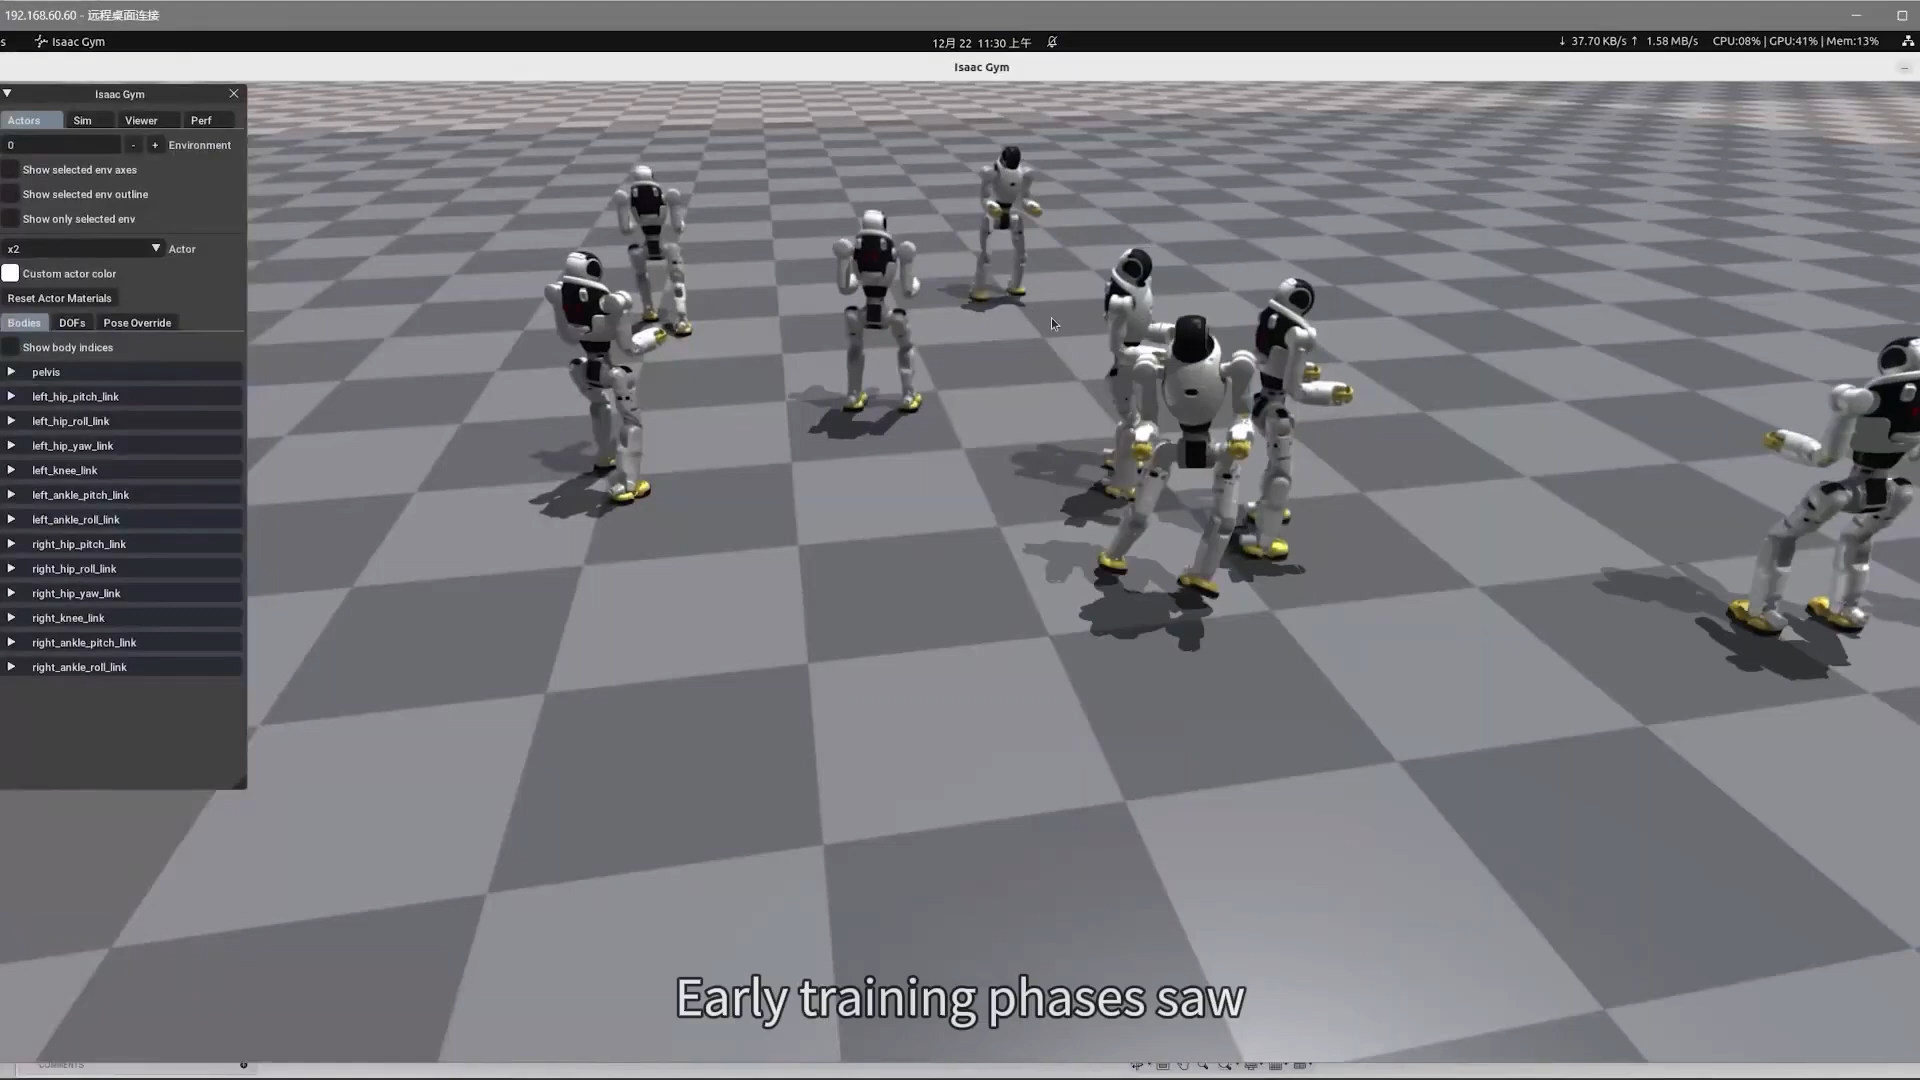 192.168.60.60 - 远程桌面连接
s Isaac Gym 12月 22 11:30 上午 ↓ 37.70 KB/s ↑ 1.58 MB/s CPU:08% | GPU:41% | Mem:13%
Isaac Gym
Isaac Gym
Actors Sim Viewer Perf
0 - + Environment
Show selected env axes
Show selected env outline
Show only selected env
x2 Actor
Custom actor color
Reset Actor Materials
Bodies DOFs Pose Override
Show body indices
pelvis
left_hip_pitch_link
left_hip_roll_link
left_hip_yaw_link
left_knee_link
left_ankle_pitch_link
left_ankle_roll_link
right_hip_pitch_link
right_hip_roll_link
right_hip_yaw_link
right_knee_link
right_ankle_pitch_link
right_ankle_roll_link
Early training phases saw
COMMENTS